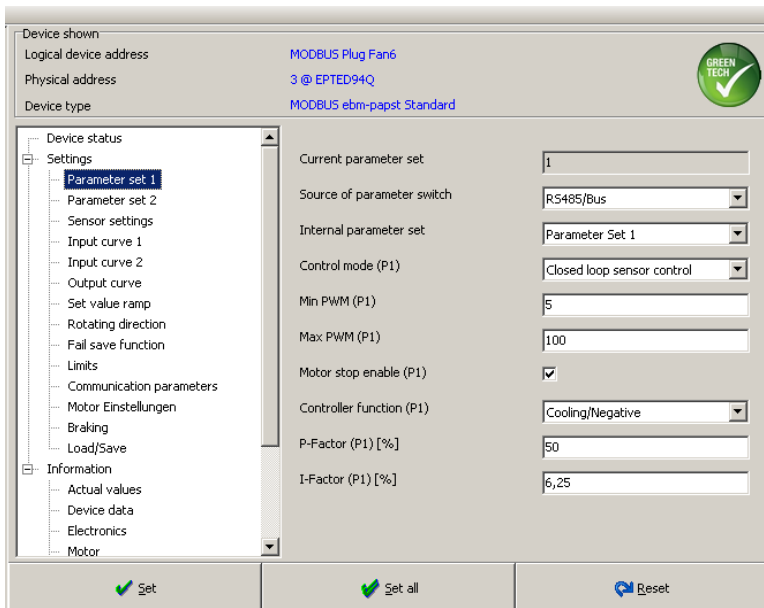 Device shown
Logical device address MODBUS Plug Fan6
Physical address 3 @ EPTED94Q
Device type MODBUS ebm-papst Standard
GREEN
TECH
Device status
Settings
Parameter set 1
Parameter set 2
Sensor settings
Input curve 1
Input curve 2
Output curve
Set value ramp
Rotating direction
Fail save function
Limits
Communication parameters
Motor Einstellungen
Braking
Load/Save
Information
Actual values
Device data
Electronics
Motor
Current parameter set 1
Source of parameter switch RS485/Bus
Internal parameter set Parameter Set 1
Control mode (P1) Closed loop sensor control
Min PWM (P1) 5
Max PWM (P1) 100
Motor stop enable (P1)
Controller function (P1) Cooling/Negative
P-Factor (P1) [%] 50
I-Factor (P1) [%] 6,25
Set Set all Reset